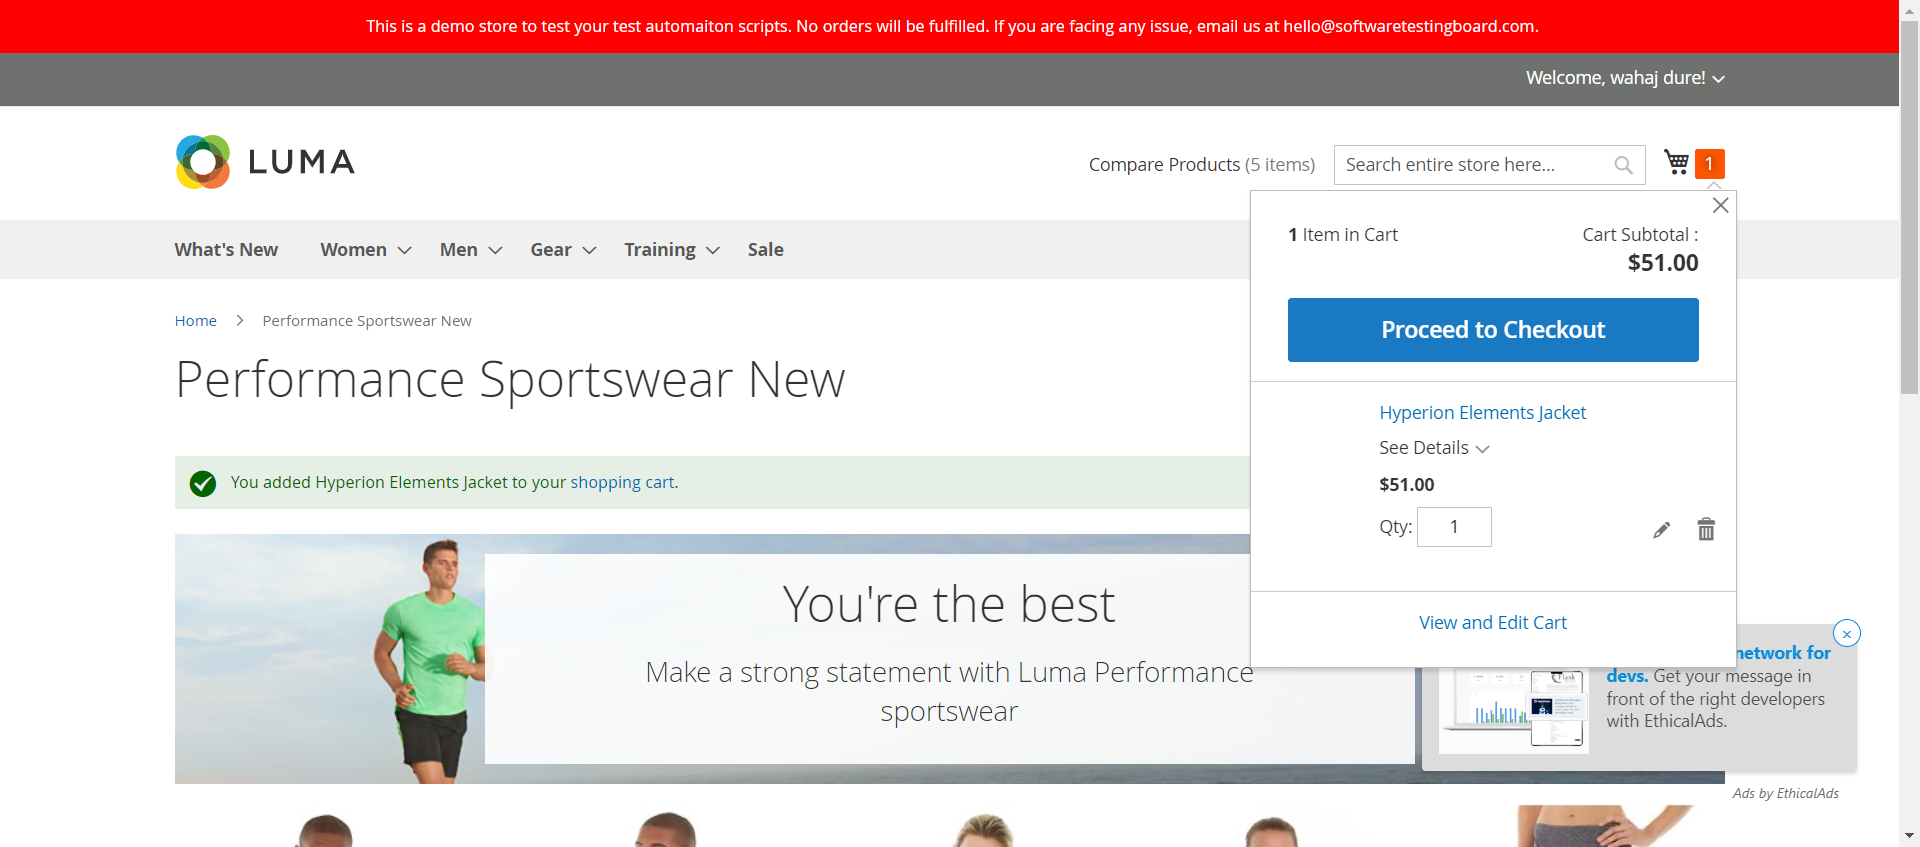 This is a demo store to test your test automaiton scripts. No orders will be fulfilled. If you are facing any issue, email us at hello@softwaretestingboard.com.
Welcome, wahaj dure!
LUMA
Compare Products (5 items)
Search entire store here...
1
What's New
Women
Men
Gear
Training
Sale
1 Item in Cart
Cart Subtotal :
$51.00
Proceed to Checkout
Hyperion Elements Jacket
See Details
$51.00
Qty: 1
View and Edit Cart
Home
Performance Sportswear New
Performance Sportswear New
You added Hyperion Elements Jacket to your shopping cart.
You're the best
Make a strong statement with Luma Performance
sportswear
network for
devs. Get your message in
front of the right developers
with EthicalAds.
Flask
Ads by EthicalAds